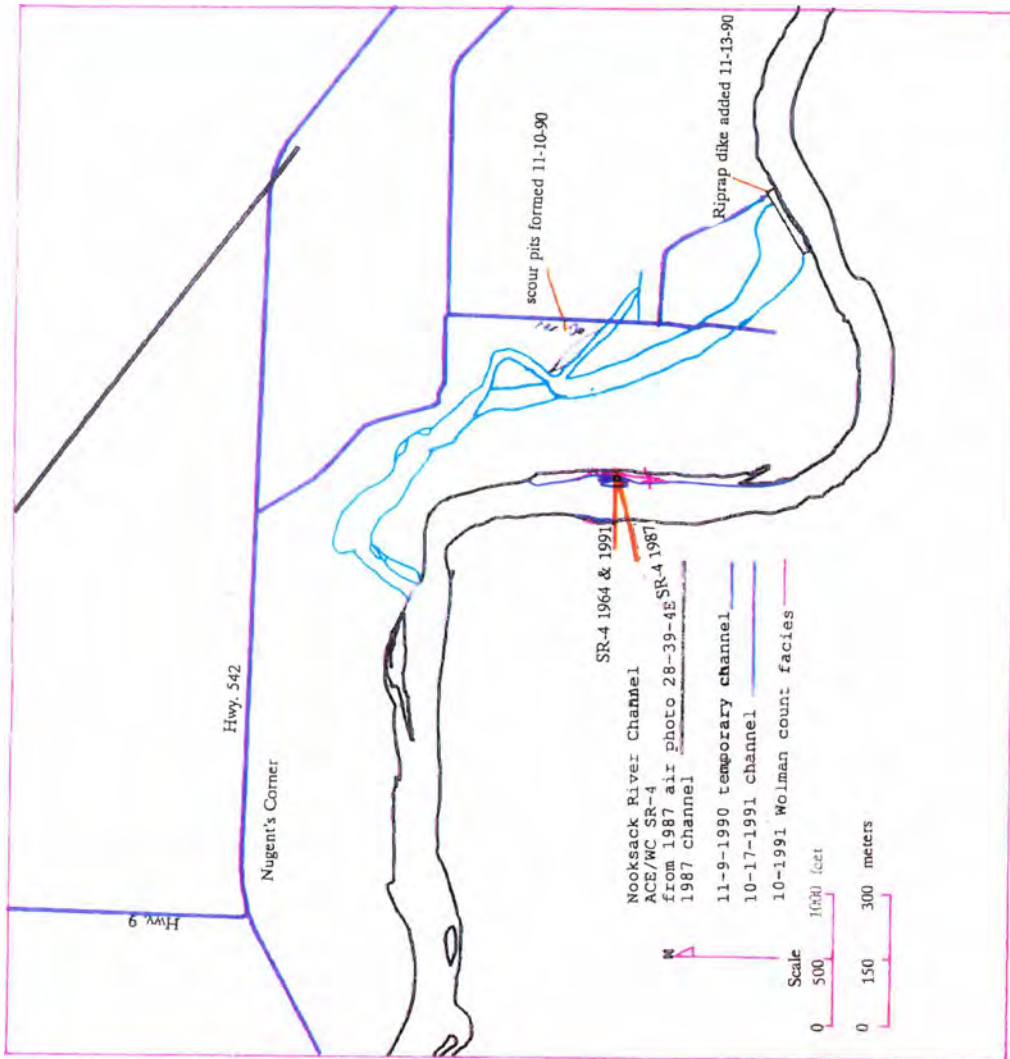 Hwy. 9
Hwy. 542
Nugent's Corner
scour pits formed 11-10-90
Riprap dike added 11-13-90
SR-4 1964 & 1991
SR-4 1987
Nooksack River Channel
ACE/WC SR-4
from 1987 air photo 28-39-4E
1987 channel
11-9-1990 temporary channel
10-17-1991 channel
10-1991 Wolman count facies
N
Scale
0 500 1000 feet
0 150 300 meters